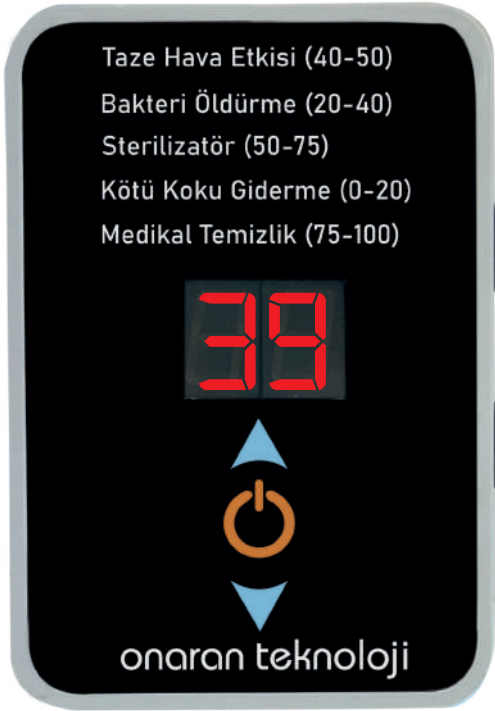 Taze Hava Etkisi (40-50)
Bakteri Öldürme (20-40)
Sterilizatör (50-75)
Kötü Koku Giderme (0-20)
Medikal Temizlik (75-100)
39
onaran teknoloji